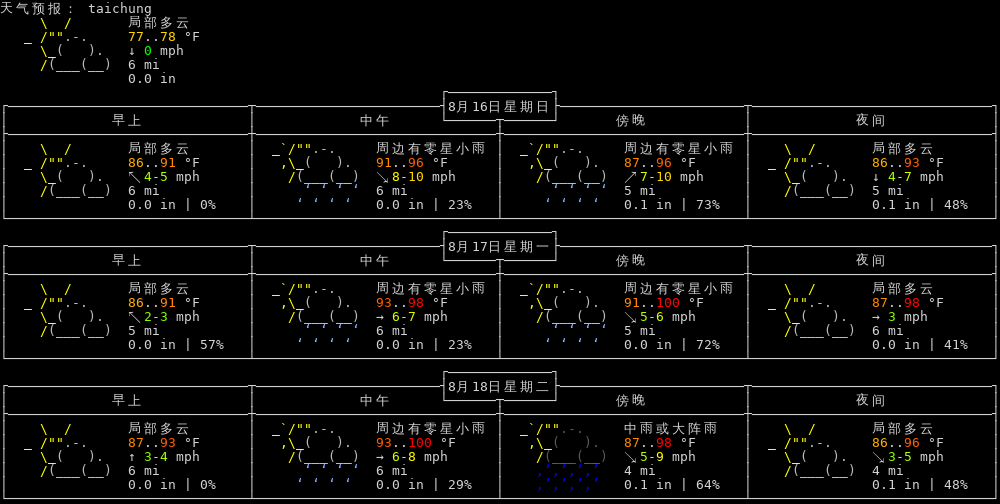 天气预报： taichung
局部多云
77..78 °F
↓ 0 mph
6 mi
0.0 in
8月16日星期日
早上 中午 傍晚 夜间
局部多云 周边有零星小雨 周边有零星小雨 局部多云
86..91 °F 91..96 °F 87..96 °F 86..93 °F
↖ 4-5 mph ↘ 8-10 mph ↗ 7-10 mph ↓ 4-7 mph
6 mi 6 mi 5 mi 5 mi
0.0 in | 0% 0.0 in | 23% 0.1 in | 73% 0.1 in | 48%
8月17日星期一
早上 中午 傍晚 夜间
局部多云 周边有零星小雨 周边有零星小雨 局部多云
86..91 °F 93..98 °F 91..100 °F 87..98 °F
↖ 2-3 mph → 6-7 mph ↘ 5-6 mph → 3 mph
5 mi 6 mi 5 mi 6 mi
0.0 in | 57% 0.0 in | 23% 0.0 in | 72% 0.0 in | 41%
8月18日星期二
早上 中午 傍晚 夜间
局部多云 周边有零星小雨 中雨或大阵雨 局部多云
87..93 °F 93..100 °F 87..98 °F 86..96 °F
↑ 3-4 mph → 6-8 mph ↘ 5-9 mph ↘ 3-5 mph
6 mi 6 mi 4 mi 4 mi
0.0 in | 0% 0.0 in | 29% 0.1 in | 64% 0.1 in | 48%